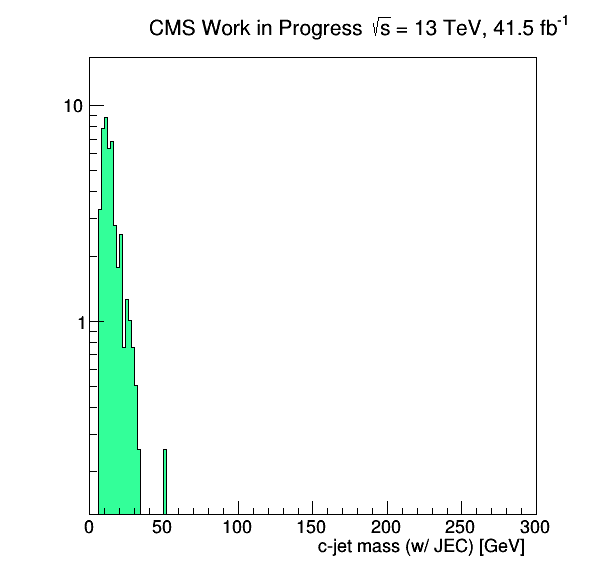 CMS Work in Progress √s = 13 TeV, 41.5 fb⁻¹
10
1
0 50 100 150 200 250 300
c-jet mass (w/ JEC) [GeV]